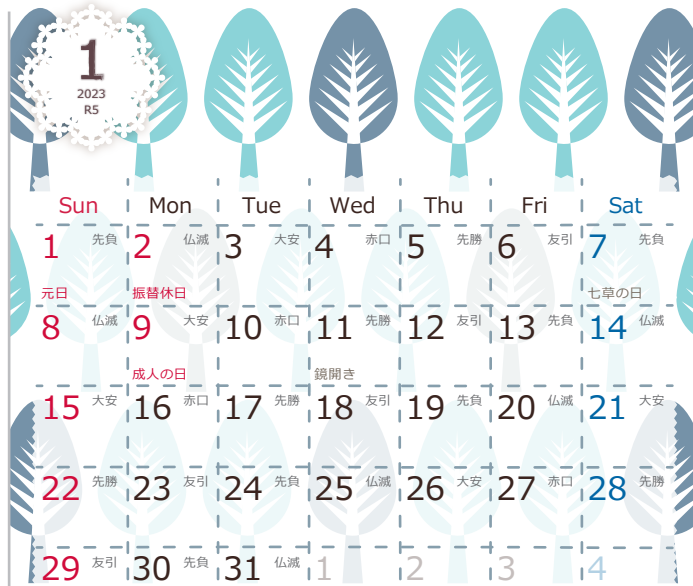 1
2023
R5
Sun Mon Tue Wed Thu Fri Sat
1 先負 2 仏滅 3 大安 4 赤口 5 先勝 6 友引 7 先負
元日 振替休日 七草の日
8 仏滅 9 大安 10 赤口 11 先勝 12 友引 13 先負 14 仏滅
成人の日 鏡開き
15 大安 16 赤口 17 先勝 18 友引 19 先負 20 仏滅 21 大安
22 先勝 23 友引 24 先負 25 仏滅 26 大安 27 赤口 28 先勝
29 友引 30 先負 31 仏滅 1 2 3 4